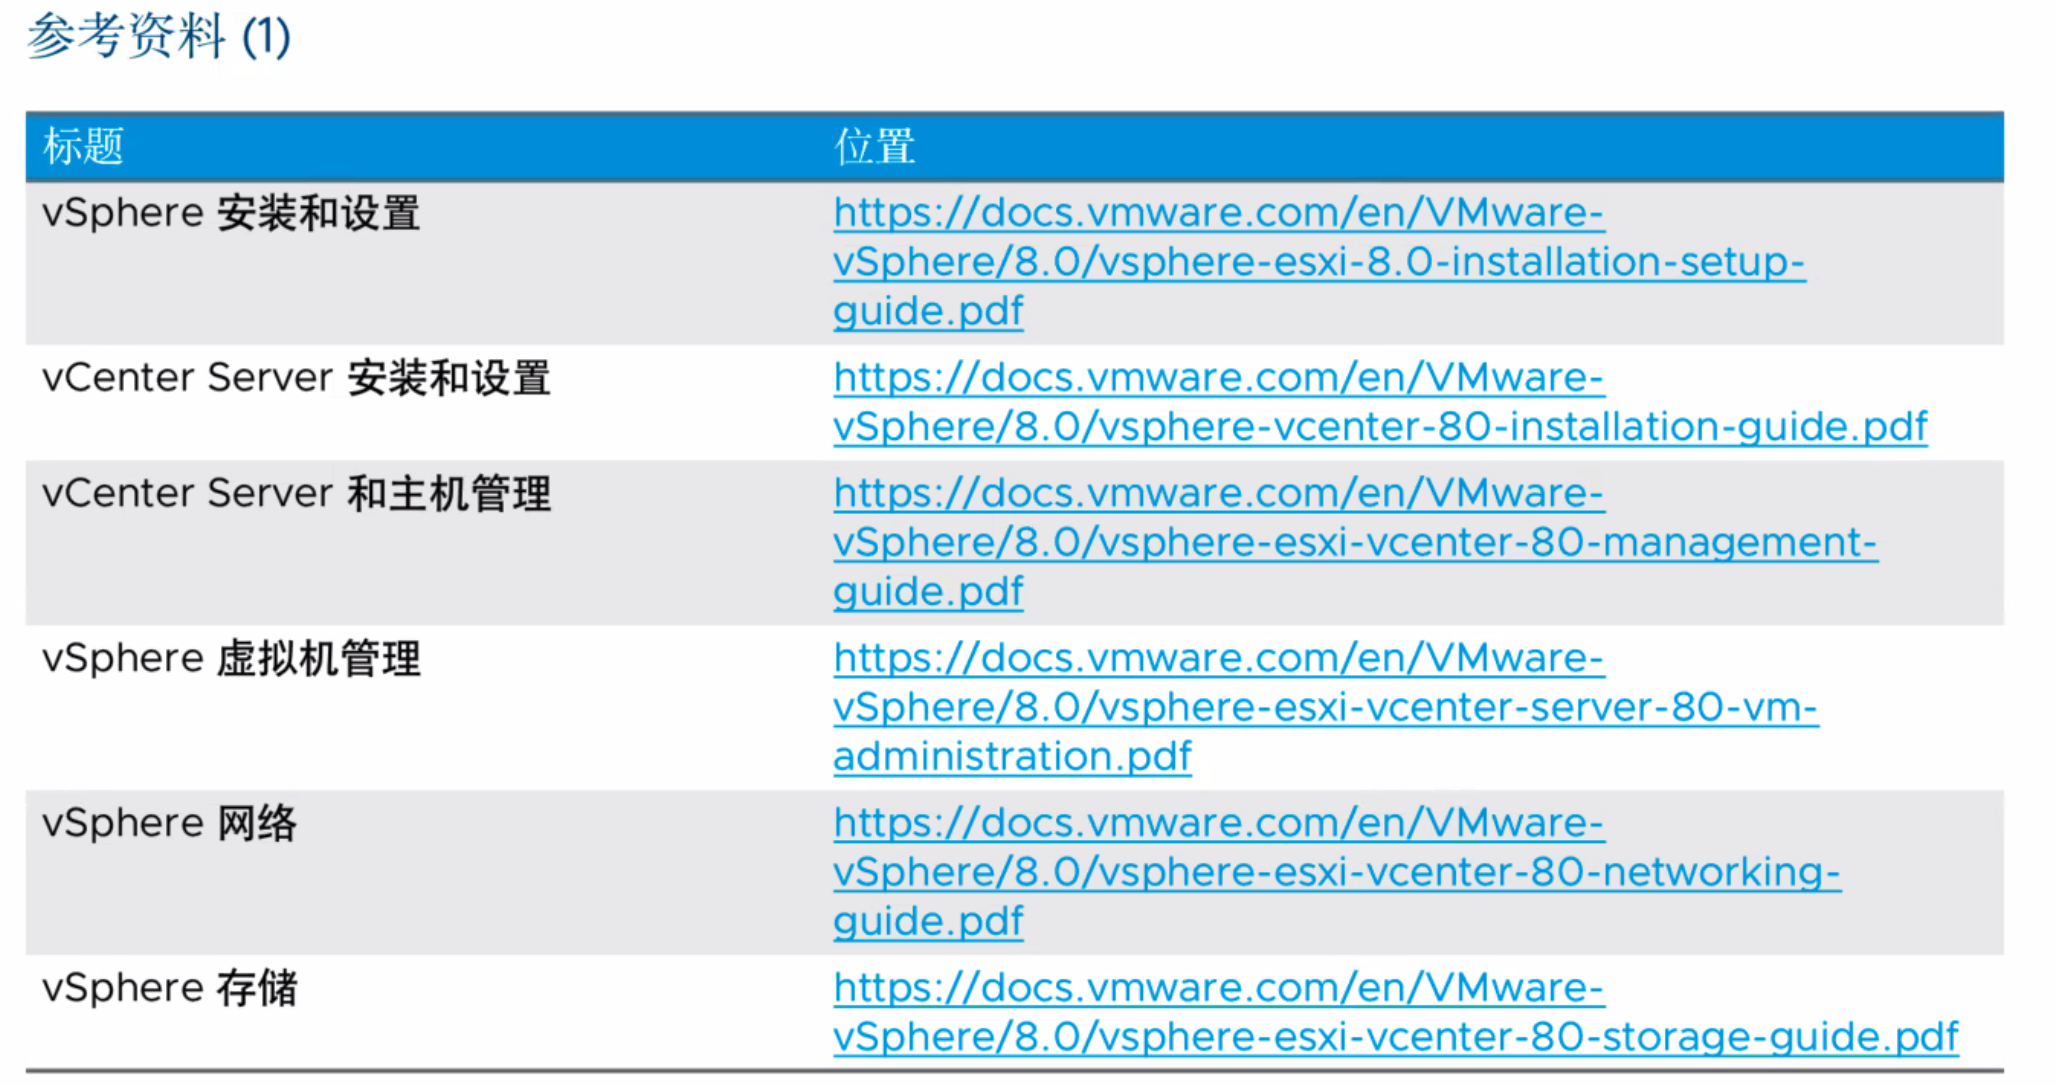 参考资料 (1)
标题 位置
vSphere 安装和设置 https://docs.vmware.com/en/VMware-
vSphere/8.0/vsphere-esxi-8.0-installation-setup-
guide.pdf
vCenter Server 安装和设置 https://docs.vmware.com/en/VMware-
vSphere/8.0/vsphere-vcenter-80-installation-guide.pdf
vCenter Server 和主机管理 https://docs.vmware.com/en/VMware-
vSphere/8.0/vsphere-esxi-vcenter-80-management-
guide.pdf
vSphere 虚拟机管理 https://docs.vmware.com/en/VMware-
vSphere/8.0/vsphere-esxi-vcenter-server-80-vm-
administration.pdf
vSphere 网络 https://docs.vmware.com/en/VMware-
vSphere/8.0/vsphere-esxi-vcenter-80-networking-
guide.pdf
vSphere 存储 https://docs.vmware.com/en/VMware-
vSphere/8.0/vsphere-esxi-vcenter-80-storage-guide.pdf